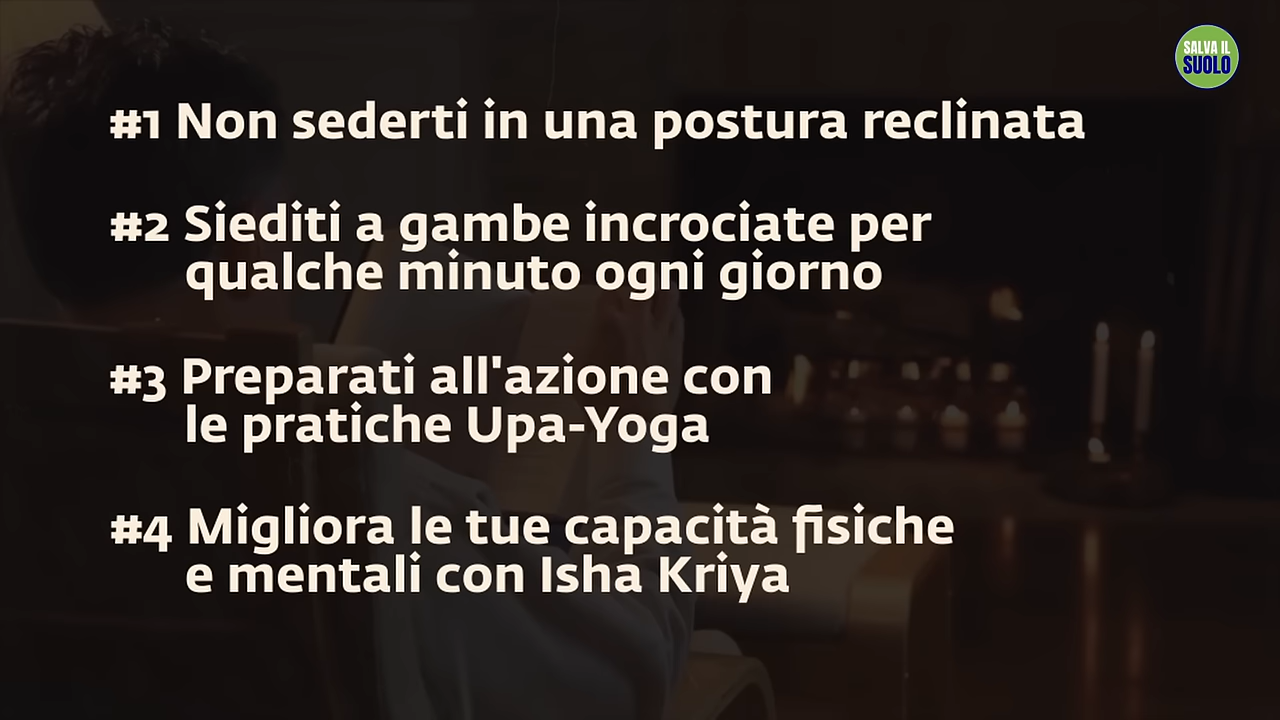 SALVA IL
SUOLO
#1 Non sederti in una postura reclinata
#2 Siediti a gambe incrociate per
qualche minuto ogni giorno
#3 Preparati all'azione con
le pratiche Upa-Yoga
#4 Migliora le tue capacità fisiche
e mentali con Isha Kriya